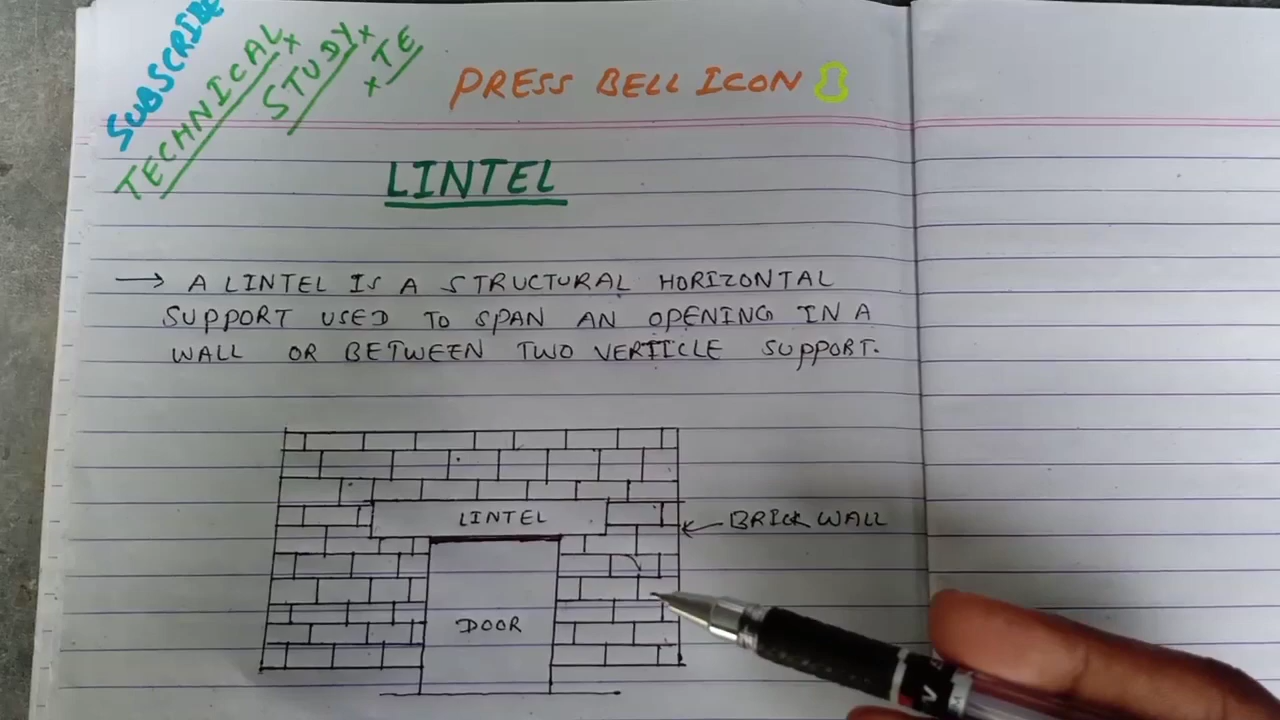 SUBSCRIBE
TECHNICAL
STUDY
TE
PRESS BELL ICON
LINTEL
→ A LINTEL IS A STRUCTURAL HORIZONTAL
SUPPORT USED TO SPAN AN OPENING IN A
WALL OR BETWEEN TWO VERTICLE SUPPORT.
LINTEL
BRICK WALL
DOOR